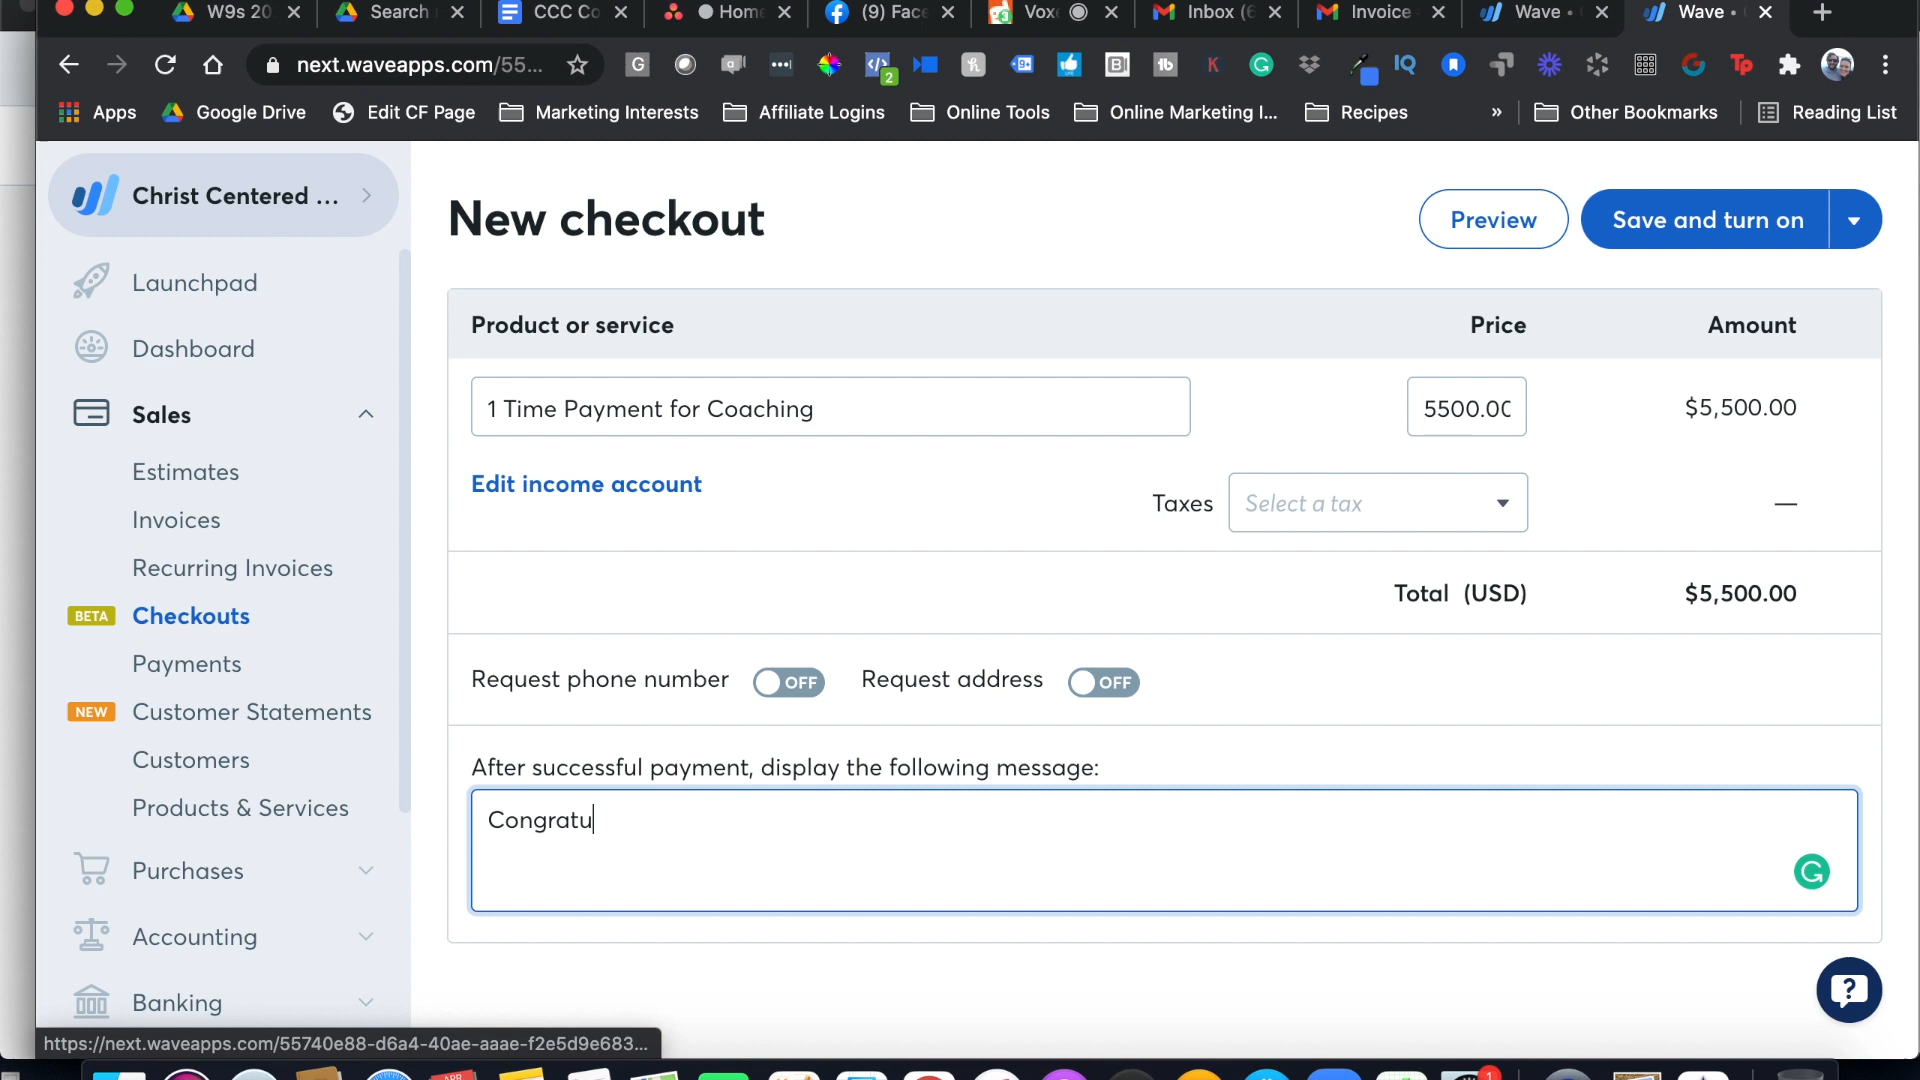 W9s 20
Search
CCC Co
Home
(9) Face
Voxe
Inbox (6
Invoice
Wave •
Wave •
next.waveapps.com/55...
2
Apps
Google Drive
Edit CF Page
Marketing Interests
Affiliate Logins
Online Tools
Online Marketing I...
Recipes
»
Other Bookmarks
Reading List
Christ Centered ...
Launchpad
Dashboard
Sales
Estimates
Invoices
Recurring Invoices
BETA Checkouts
Payments
NEW Customer Statements
Customers
Products & Services
Purchases
Accounting
Banking
New checkout
Preview
Save and turn on
Product or service Price Amount
1 Time Payment for Coaching 5500.00 $5,500.00
Edit income account
Taxes Select a tax —
Total (USD) $5,500.00
Request phone number OFF Request address OFF
After successful payment, display the following message:
Congratu
https://next.waveapps.com/55740e88-d6a4-40ae-aaae-f2e5d9e683...